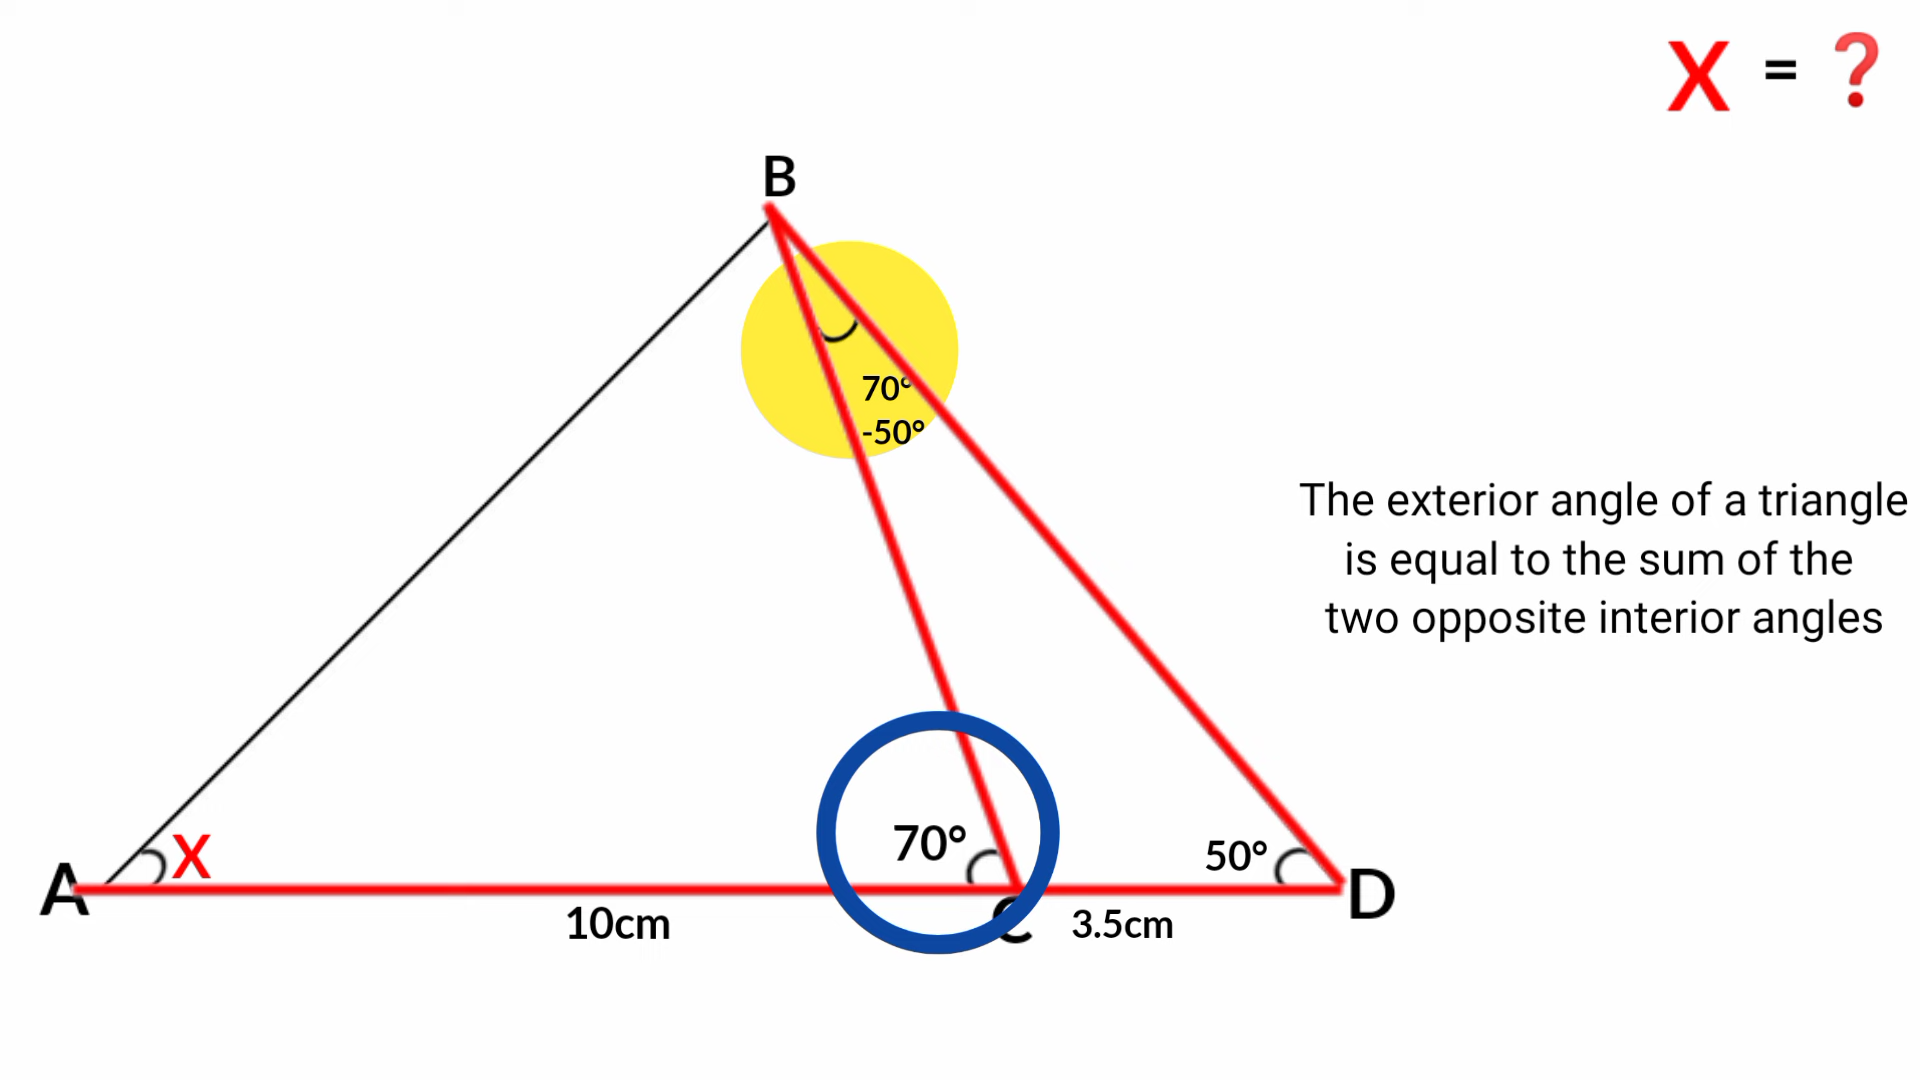 X = ?
B
70°
-50°
The exterior angle of a triangle
is equal to the sum of the
two opposite interior angles
A
X
70°
50°
D
10cm
C
3.5cm